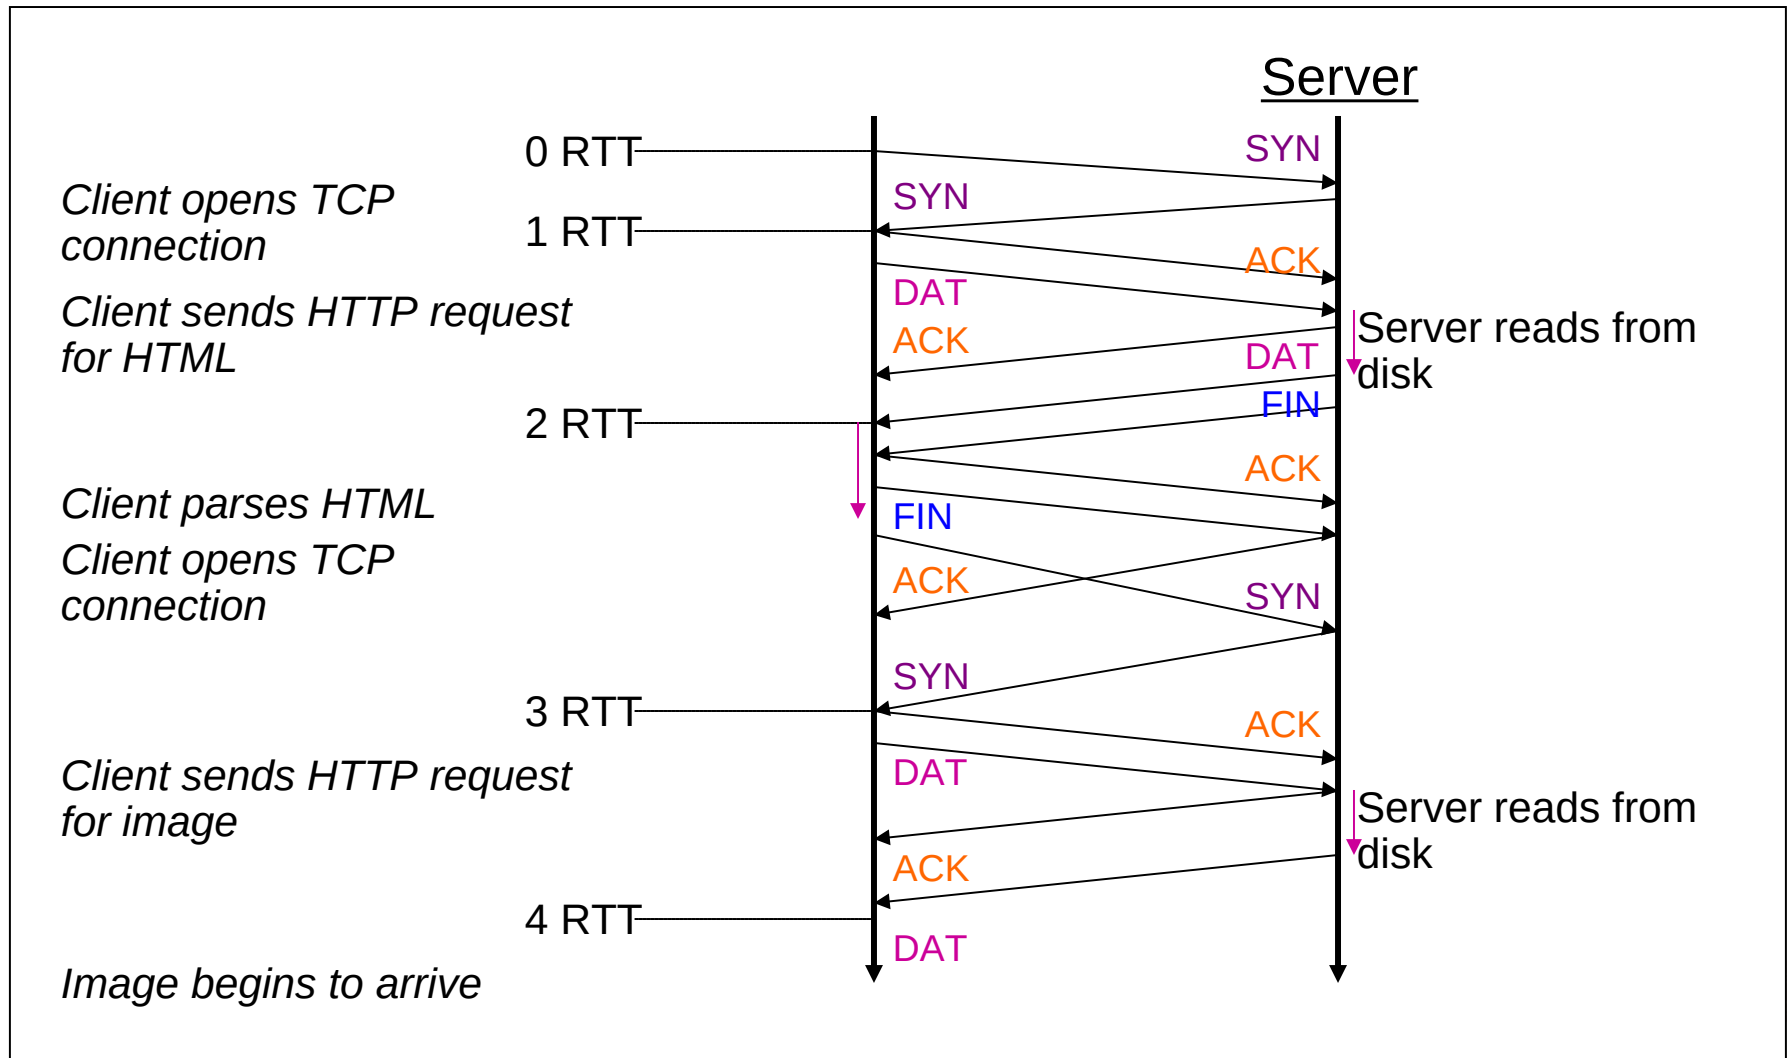 Server
0 RTT
SYN
Client opens TCP
connection
SYN
1 RTT
ACK
Client sends HTTP request
for HTML
DAT
Server reads from
disk
ACK
DAT
FIN
2 RTT
ACK
Client parses HTML
FIN
Client opens TCP
connection
ACK
SYN
SYN
3 RTT
ACK
Client sends HTTP request
for image
DAT
Server reads from
disk
ACK
4 RTT
DAT
Image begins to arrive